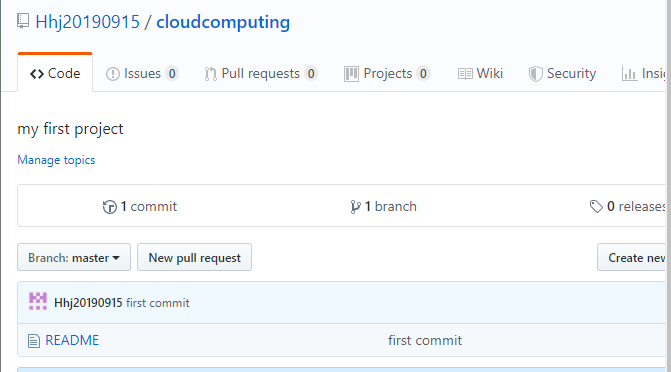 Hhj20190915 / cloudcomputing
Code Issues 0 Pull requests 0 Projects 0 Wiki Security
my first project
Manage topics
1 commit 1 branch 0 releases
Branch: master New pull request Create new
Hhj20190915 first commit
README first commit